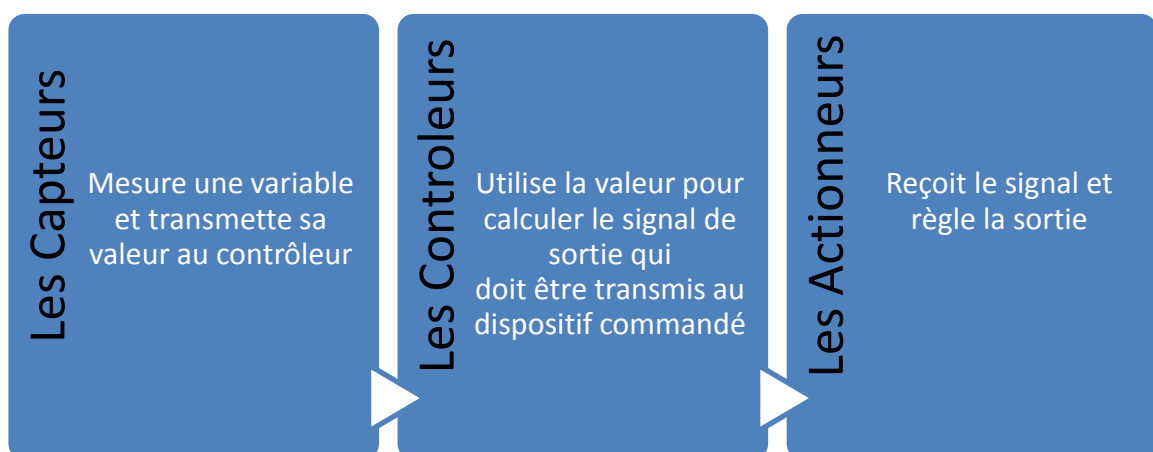 Les Capteurs
Mesure une variable
et transmette sa
valeur au contrôleur
Les Controleurs
Utilise la valeur pour
calculer le signal de
sortie qui
doit être transmis au
dispositif commandé
Les Actionneurs
Reçoit le signal et
règle la sortie